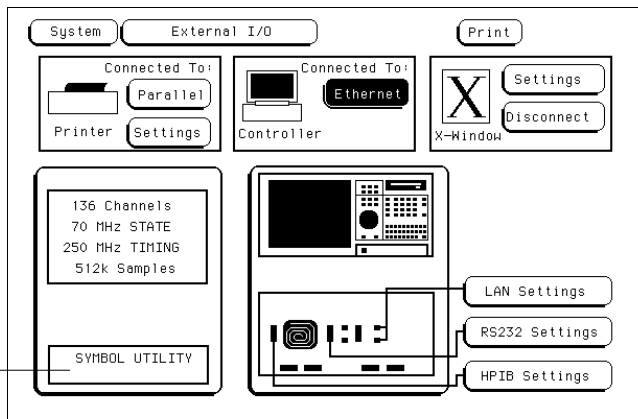 System External I/O Print
Connected To:
Parallel
Printer Settings
Connected To:
Ethernet
Controller
X
Settings
Disconnect
X-Window
136 Channels
70 MHz STATE
250 MHz TIMING
512k Samples
SYMBOL UTILITY
LAN Settings
RS232 Settings
HPIB Settings